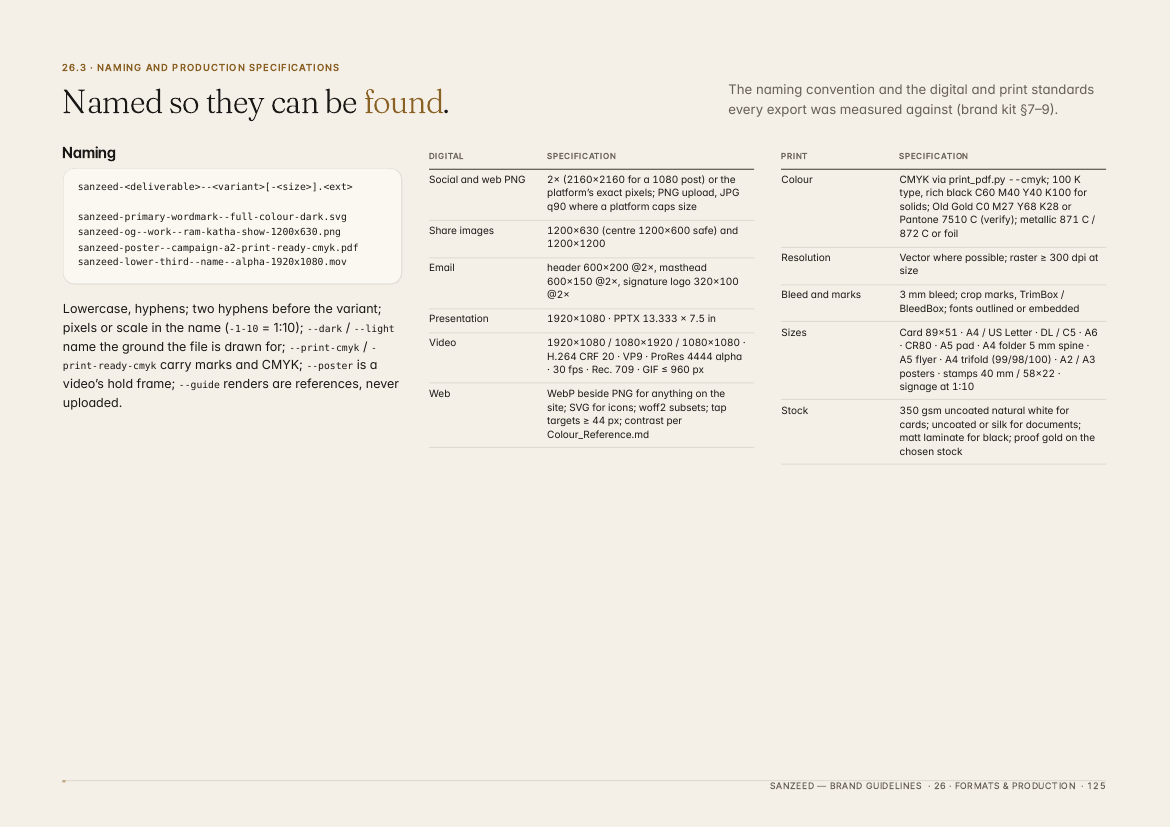 26.3 · NAMING AND PRODUCTION SPECIFICATIONS
Named so they can be found.
The naming convention and the digital and print standards
every export was measured against (brand kit §7–9).
Naming
sanzeed-<deliverable>--<variant>[-<size>].<ext>
sanzeed-primary-wordmark--full-colour-dark.svg
sanzeed-og--work--ram-katha-show-1200x630.png
sanzeed-poster--campaign-a2-print-ready-cmyk.pdf
sanzeed-lower-third--name--alpha-1920x1080.mov
Lowercase, hyphens; two hyphens before the variant;
pixels or scale in the name (-1-10 = 1:10); --dark / --light
name the ground the file is drawn for; --print-cmyk / -
print-ready-cmyk carry marks and CMYK; --poster is a
video’s hold frame; --guide renders are references, never
uploaded.
DIGITAL SPECIFICATION
Social and web PNG 2× (2160×2160 for a 1080 post) or the
platform’s exact pixels; PNG upload, JPG
q90 where a platform caps size
Share images 1200×630 (centre 1200×600 safe) and
1200×1200
Email header 600×200 @2×, masthead
600×150 @2×, signature logo 320×100
@2×
Presentation 1920×1080 · PPTX 13.333 × 7.5 in
Video 1920×1080 / 1080×1920 / 1080×1080 ·
H.264 CRF 20 · VP9 · ProRes 4444 alpha
· 30 fps · Rec. 709 · GIF ≤ 960 px
Web WebP beside PNG for anything on the
site; SVG for icons; woff2 subsets; tap
targets ≥ 44 px; contrast per
Colour_Reference.md
PRINT SPECIFICATION
Colour CMYK via print_pdf.py --cmyk; 100 K
type, rich black C60 M40 Y40 K100 for
solids; Old Gold C0 M27 Y68 K28 or
Pantone 7510 C (verify); metallic 871 C /
872 C or foil
Resolution Vector where possible; raster ≥ 300 dpi at
size
Bleed and marks 3 mm bleed; crop marks, TrimBox /
BleedBox; fonts outlined or embedded
Sizes Card 89×51 · A4 / US Letter · DL / C5 · A6
· CR80 · A5 pad · A4 folder 5 mm spine ·
A5 flyer · A4 trifold (99/98/100) · A2 / A3
posters · stamps 40 mm / 58×22 ·
signage at 1:10
Stock 350 gsm uncoated natural white for
cards; uncoated or silk for documents;
matt laminate for black; proof gold on the
chosen stock
SANZEED — BRAND GUIDELINES · 26 · FORMATS & PRODUCTION · 125